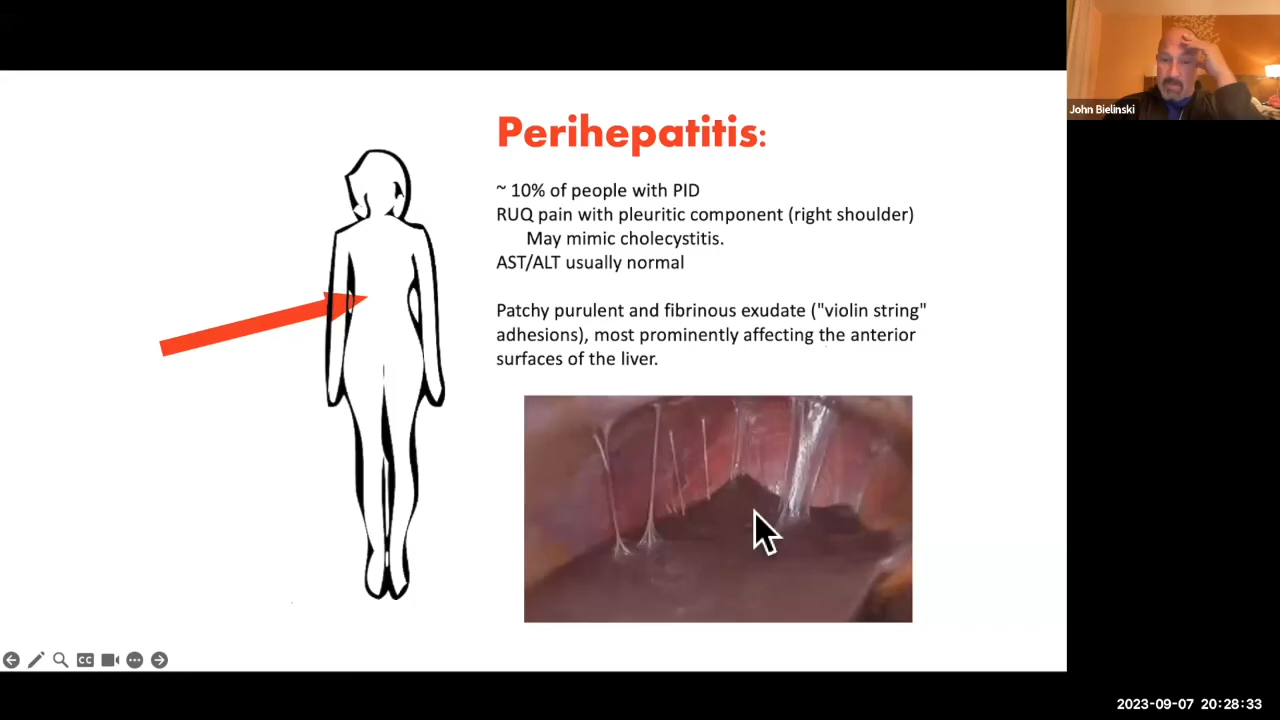 Perihepatitis:
~ 10% of people with PID
RUQ pain with pleuritic component (right shoulder)
May mimic cholecystitis.
AST/ALT usually normal
Patchy purulent and fibrinous exudate ("violin string"
adhesions), most prominently affecting the anterior
surfaces of the liver.
CC
John Bielinski
2023-09-07 20:28:33